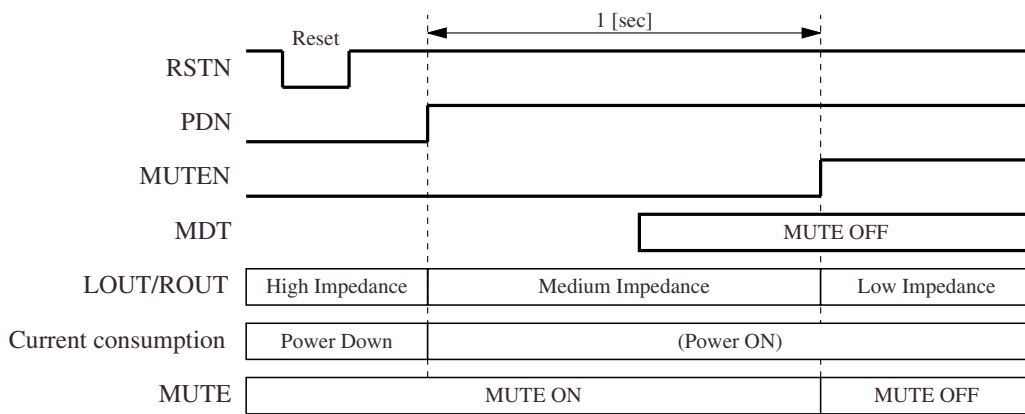 1 [sec]
Reset
RSTN
PDN
MUTEN
MDT MUTE OFF
LOUT/ROUT High Impedance Medium Impedance Low Impedance
Current consumption Power Down (Power ON)
MUTE MUTE ON MUTE OFF